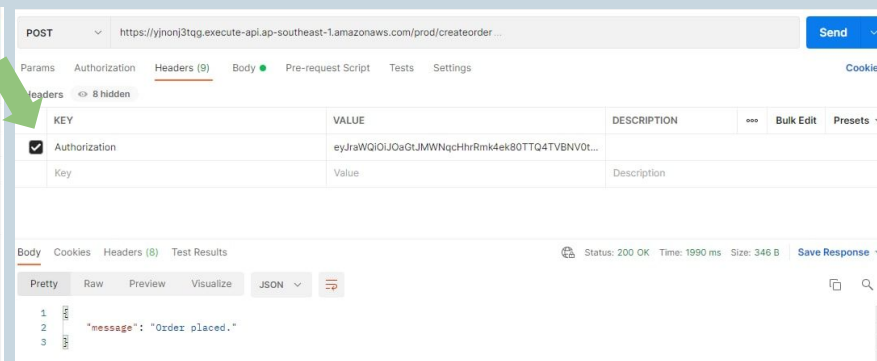 POST https://yjnonj3tqg.execute-api.ap-southeast-1.amazonaws.com/prod/createorder... Send
Params Authorization Headers (9) Body Pre-request Script Tests Settings Cookie
Headers 8 hidden
KEY VALUE DESCRIPTION ooo Bulk Edit Presets
Authorization eyJraWQiOiJOaGtJMWNqcHhrRmk4ek80TTQ4TVBNV0t...
Key Value Description
Body Cookies Headers (8) Test Results Status: 200 OK Time: 1990 ms Size: 346 B Save Response
Pretty Raw Preview Visualize JSON
1 {
2 "message": "Order placed."
3 }